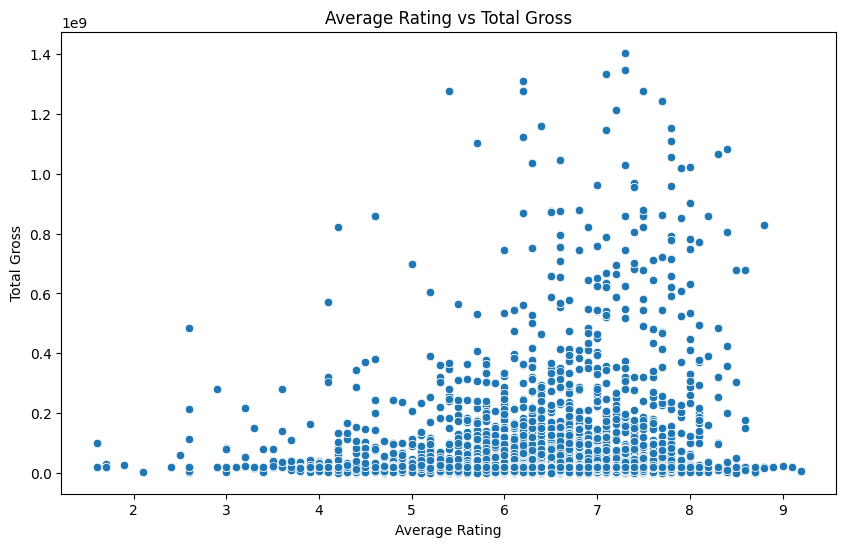 Average Rating vs Total Gross
1e9
1.4
1.2
1.0
0.8
0.6
0.4
0.2
0.0
Total Gross
2 3 4 5 6 7 8 9
Average Rating